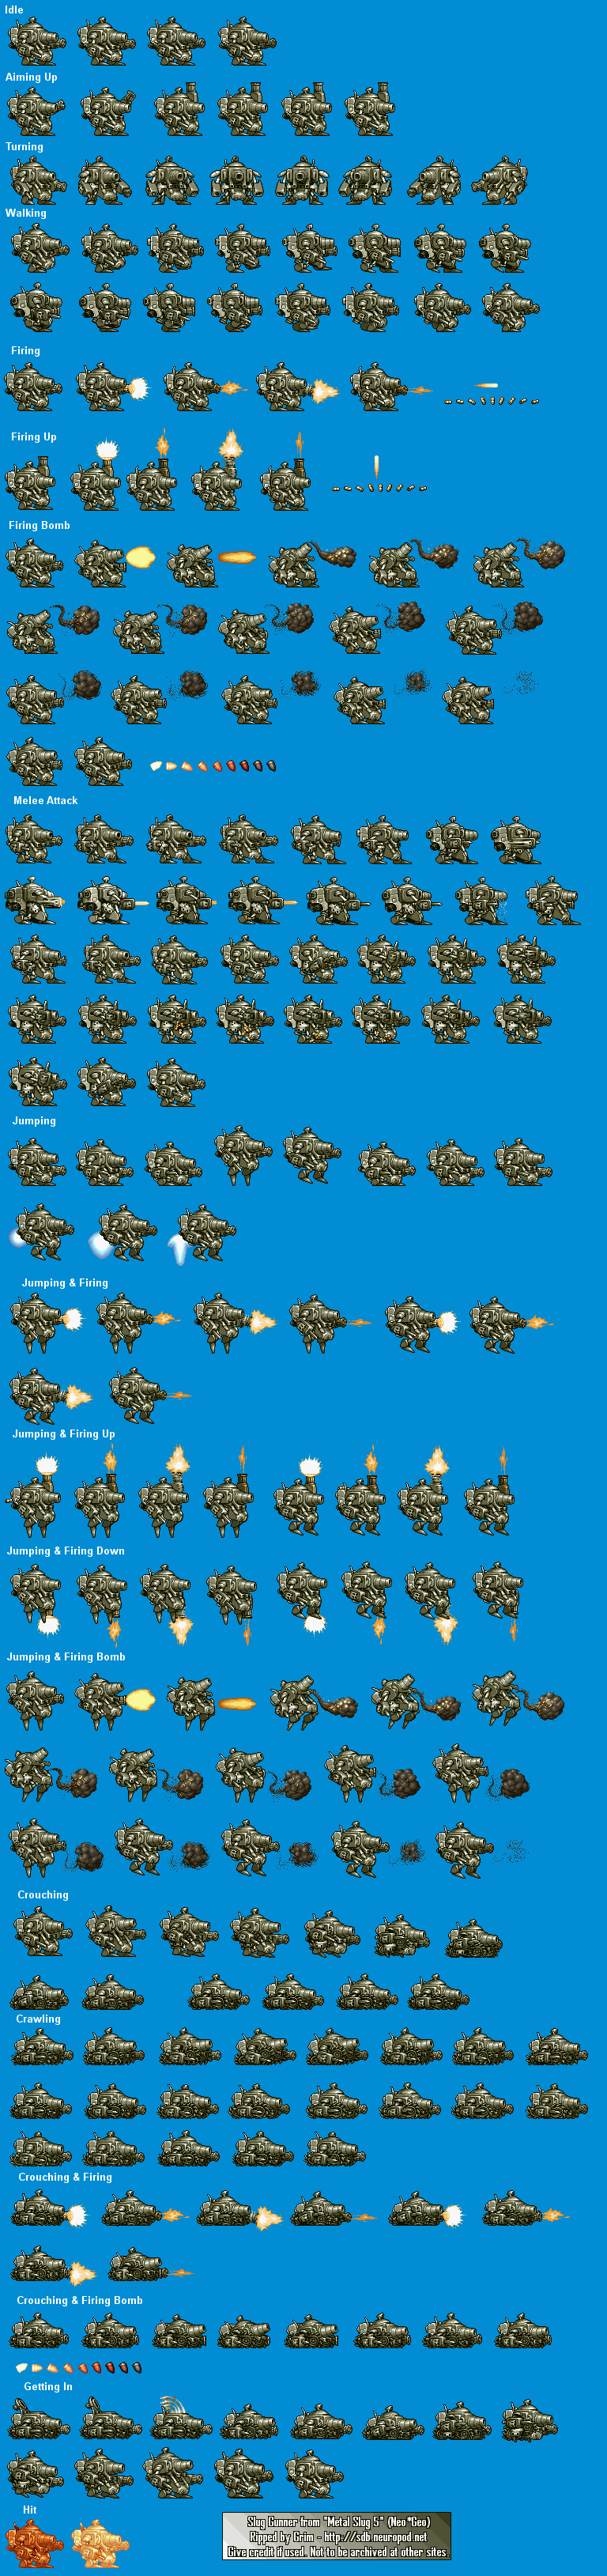 Idle
Aiming Up
Turning
Walking
Firing
Firing Up
Firing Bomb
Melee Attack
Jumping
Jumping & Firing
Jumping & Firing Up
Jumping & Firing Down
Jumping & Firing Bomb
Crouching
Crawling
Crouching & Firing
Crouching & Firing Bomb
Getting In
Hit
Slug Gunner from "Metal Slug 5" (Neo*Geo)
Ripped by Grim - http:///sdb.neuropod.net
Give credit if used. Not to be archived at other sites